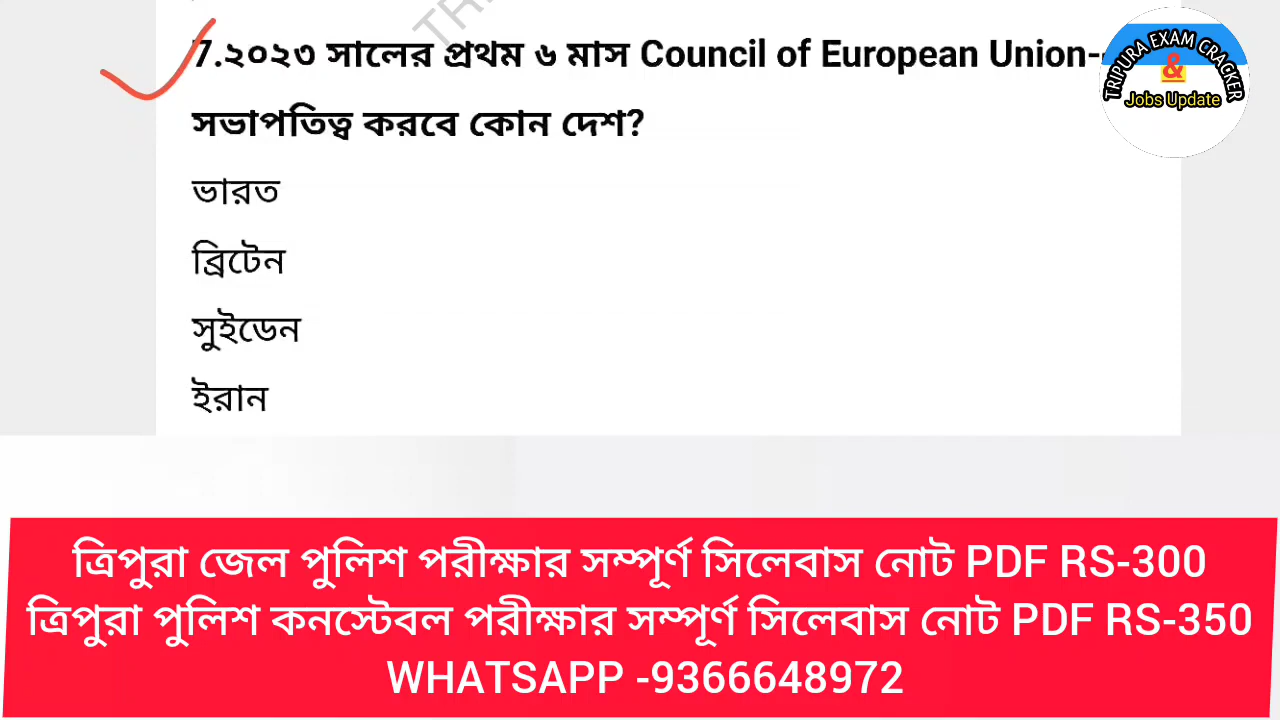 7.২০২৩ সালের প্রথম ৬ মাস Council of European Union-
সভাপতিত্ব করবে কোন দেশ?
ভারত
ব্রিটেন
সুইডেন
ইরান
TRIPURA EXAM CRACKER
&
Jobs Update
ত্রিপুরা জেল পুলিশ পরীক্ষার সম্পূর্ণ সিলেবাস নোট PDF RS-300
ত্রিপুরা পুলিশ কনস্টেবল পরীক্ষার সম্পূর্ণ সিলেবাস নোট PDF RS-350
WHATSAPP -9366648972